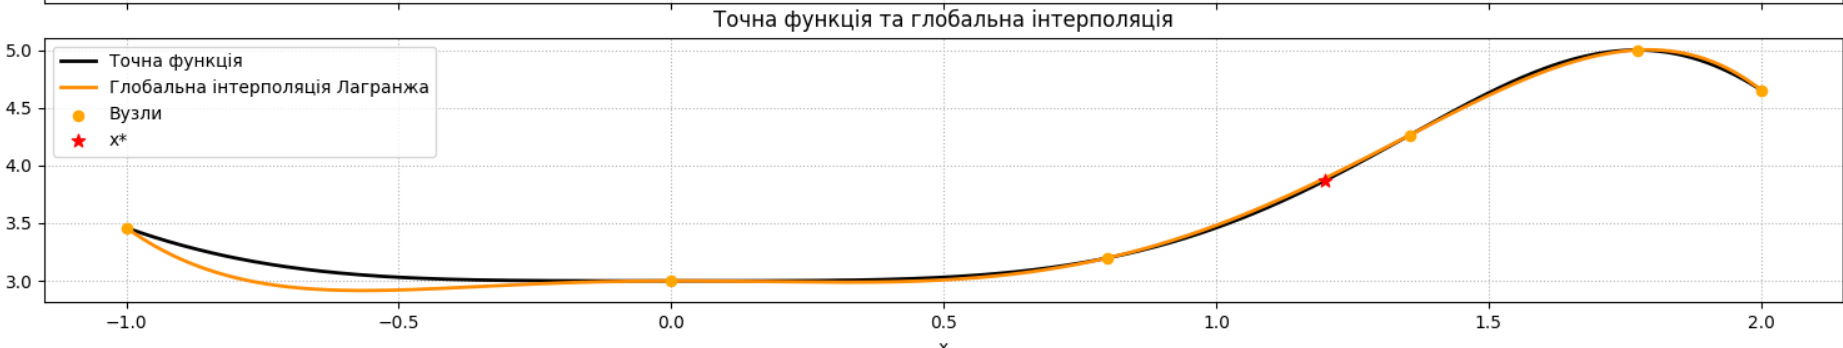 Точна функція та глобальна інтерполяція
5.0
4.5
4.0
3.5
3.0
Точна функція
Глобальна інтерполяція Лагранжа
Вузли
x*
−1.0 −0.5 0.0 0.5 1.0 1.5 2.0
x